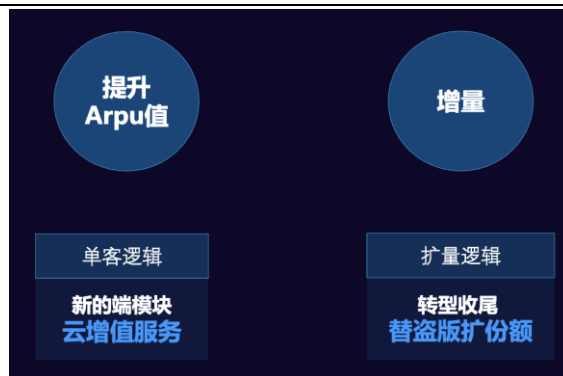 提升
Arpu值
增量
单客逻辑
扩量逻辑
新的端模块
云增值服务
转型收尾
替盗版扩份额